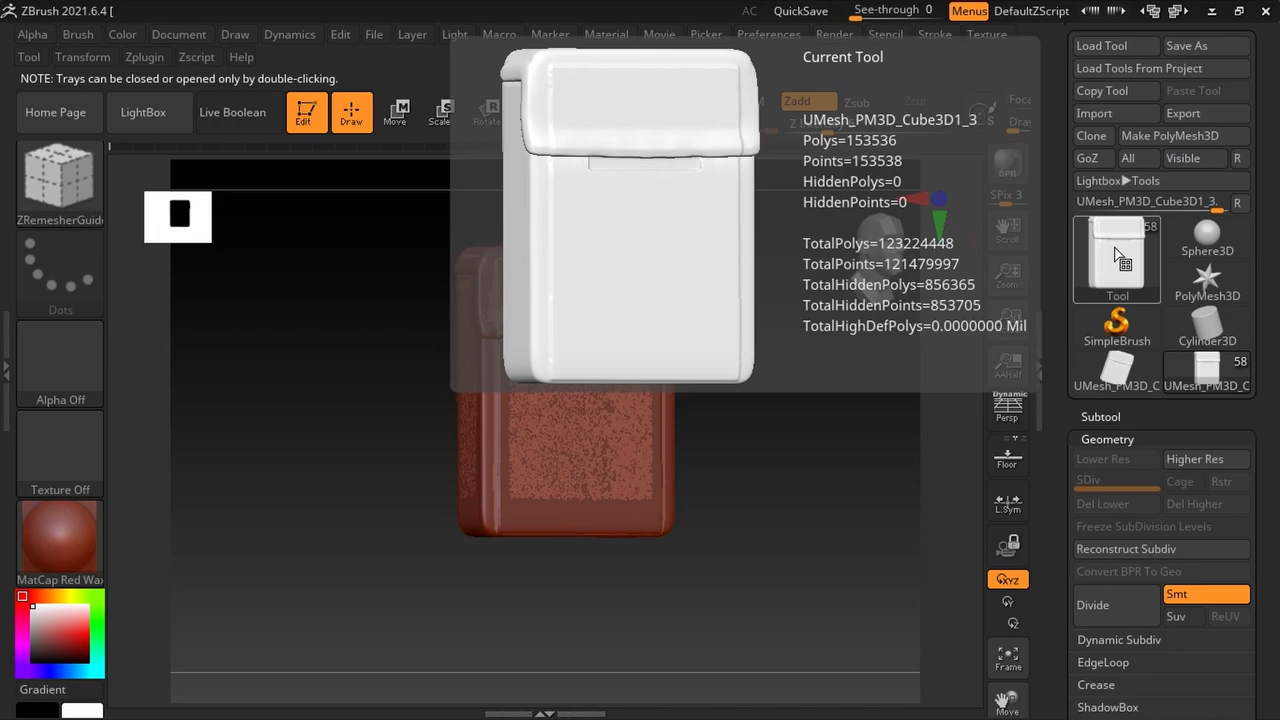 ZBrush 2021.6.4 [
AC QuickSave See-through 0 Menus DefaultZScript
Alpha Brush Color Document Draw Dynamics Edit File Layer Light Macro Marker Material Movie Picker Preferences Render Stencil Stroke Texture
Tool Transform Zplugin Zscript Help
NOTE: Trays can be closed or opened only by double-clicking.
Home Page LightBox Live Boolean Edit Draw Move Scale Rotate
Zadd Zsub Zcut Foca
Current Tool
UMesh_PM3D_Cube3D1_3
Polys=153536
Points=153538
HiddenPolys=0
HiddenPoints=0
TotalPolys=123224448
TotalPoints=121479997
TotalHiddenPolys=856365
TotalHiddenPoints=853705
TotalHighDefPolys=0.0000000 Mil
ZRemesherGuide
Dots
Alpha Off
Texture Off
MatCap Red Wax
Gradient
BPR
SPix 3
Scroll
Zoom
AAHalf
Dynamic
Persp
Floor
L.Sym
XYZ
Y
Z
Frame
Move
Load Tool Save As
Load Tools From Project
Copy Tool Paste Tool
Import Export
Clone Make PolyMesh3D
GoZ All Visible R
Lightbox▶Tools
UMesh_PM3D_Cube3D1_3. R
58
Tool
Sphere3D
PolyMesh3D
SimpleBrush
Cylinder3D
58
UMesh_PM3D_C UMesh_PM3D_C
Subtool
Geometry
Lower Res Higher Res
SDiv Cage Rstr
Del Lower Del Higher
Freeze SubDivision Levels
Reconstruct Subdiv
Convert BPR To Geo
Divide Smt
Suv ReUV
Dynamic Subdiv
EdgeLoop
Crease
ShadowBox